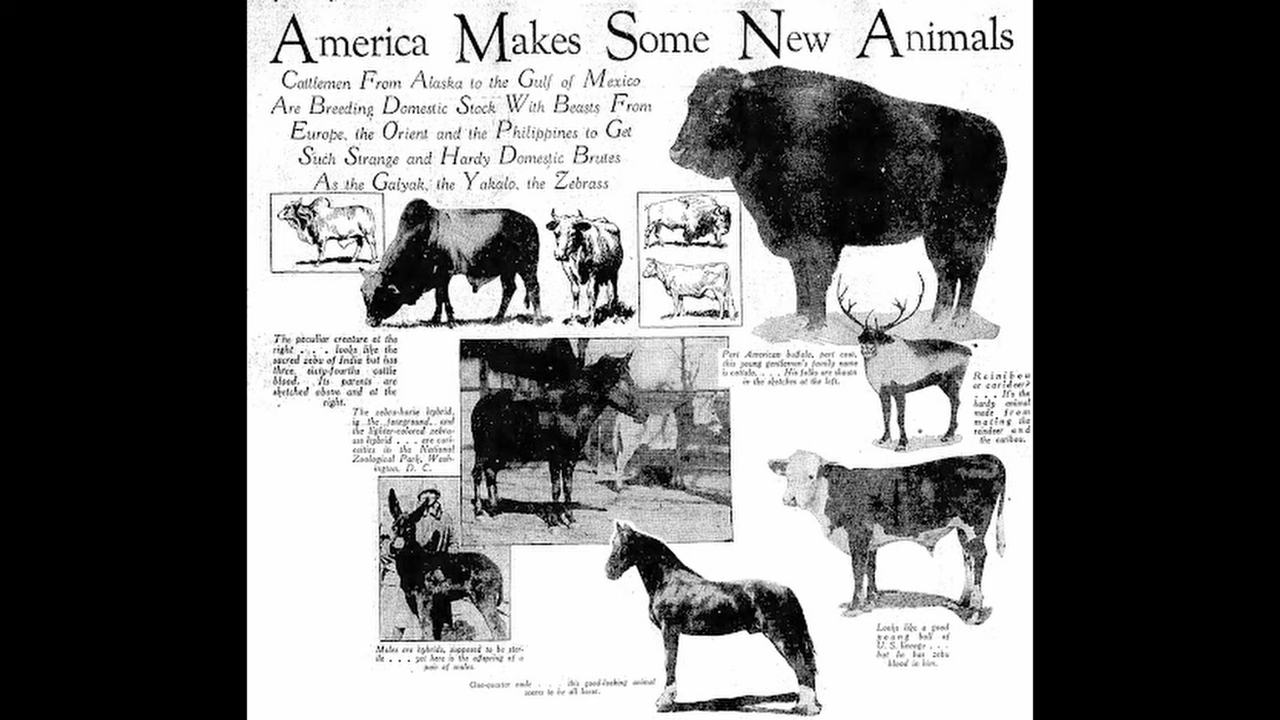 America Makes Some New Animals
Cattlemen From Alaska to the Gulf of Mexico
Are Breeding Domestic Stock With Beasts From
Europe, the Orient and the Philippines to Get
Such Strange and Hardy Domestic Brutes
As the Galyak, the Yakalo, the Zebrass
The peculiar creature at the
right . . . looks like the
sacred zebu of India but has
three sixty-fourths cattle
blood. Its parents are
sketched above and at the
right.
Part American buffalo, part cow,
this young gentleman's family name
is cattalo. . . . His folks are shown
in the sketches at the left.
Reinibou
or carideer?
. . . It's the
hardy animal
made from
mating the
reindeer and
the caribou.
The zebra-horse hybrid,
in the foreground, and
the lighter-colored zebra-
ass hybrid . . . are curi-
osities in the National
Zoological Park, Wash-
ington, D. C.
Mules are hybrids, supposed to be ster-
ile . . . yet here is the offspring of a
pair of mules.
One-quarter mule . . . this good-looking animal
seems to be all horse.
Looks like a good
young bull of
U. S. lineage . . .
but he has zebu
blood in him.